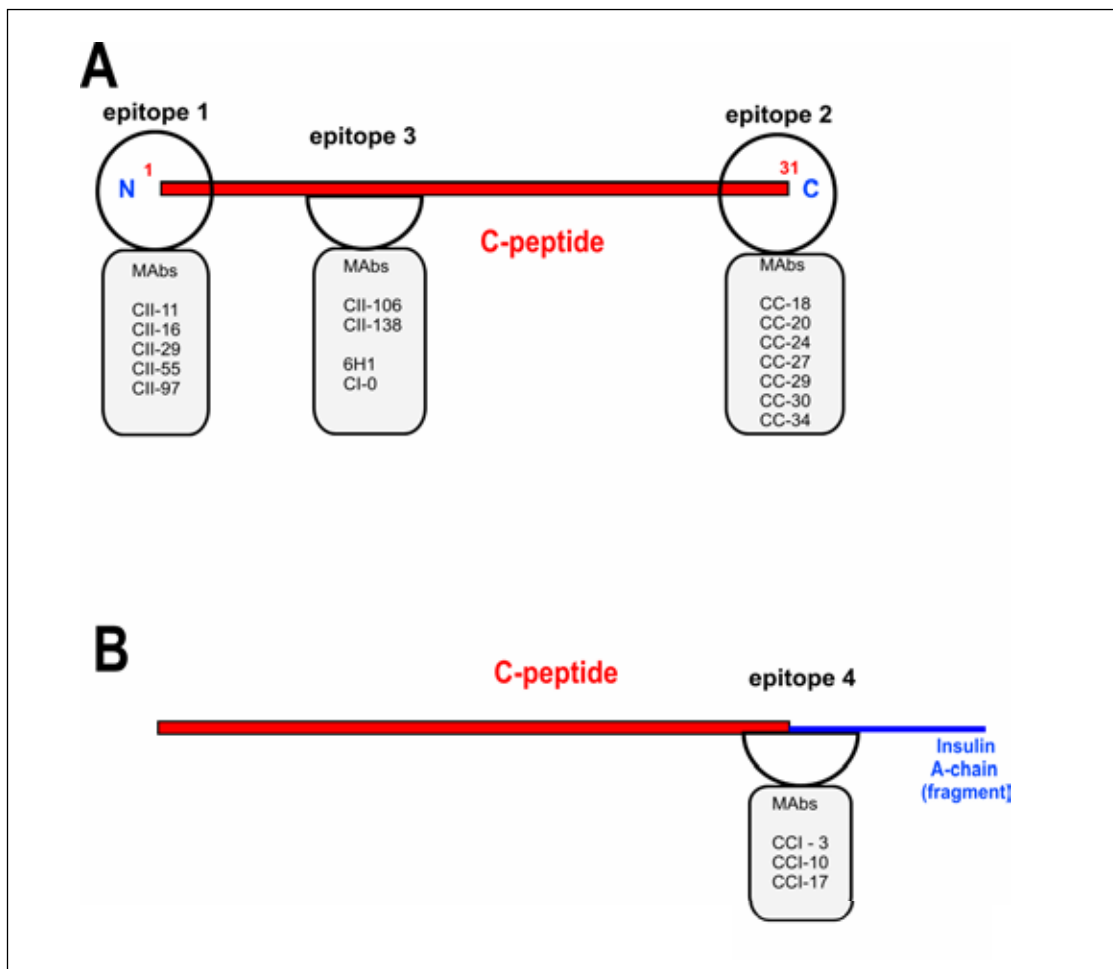 A
epitope 1
epitope 3
epitope 2
N
1
31
C
C-peptide
MAbs
CII-11
CII-16
CII-29
CII-55
CII-97
MAbs
CII-106
CII-138
6H1
CI-0
MAbs
CC-18
CC-20
CC-24
CC-27
CC-29
CC-30
CC-34
B
C-peptide
epitope 4
Insulin
A-chain
(fragment)
MAbs
CCI - 3
CCI-10
CCI-17